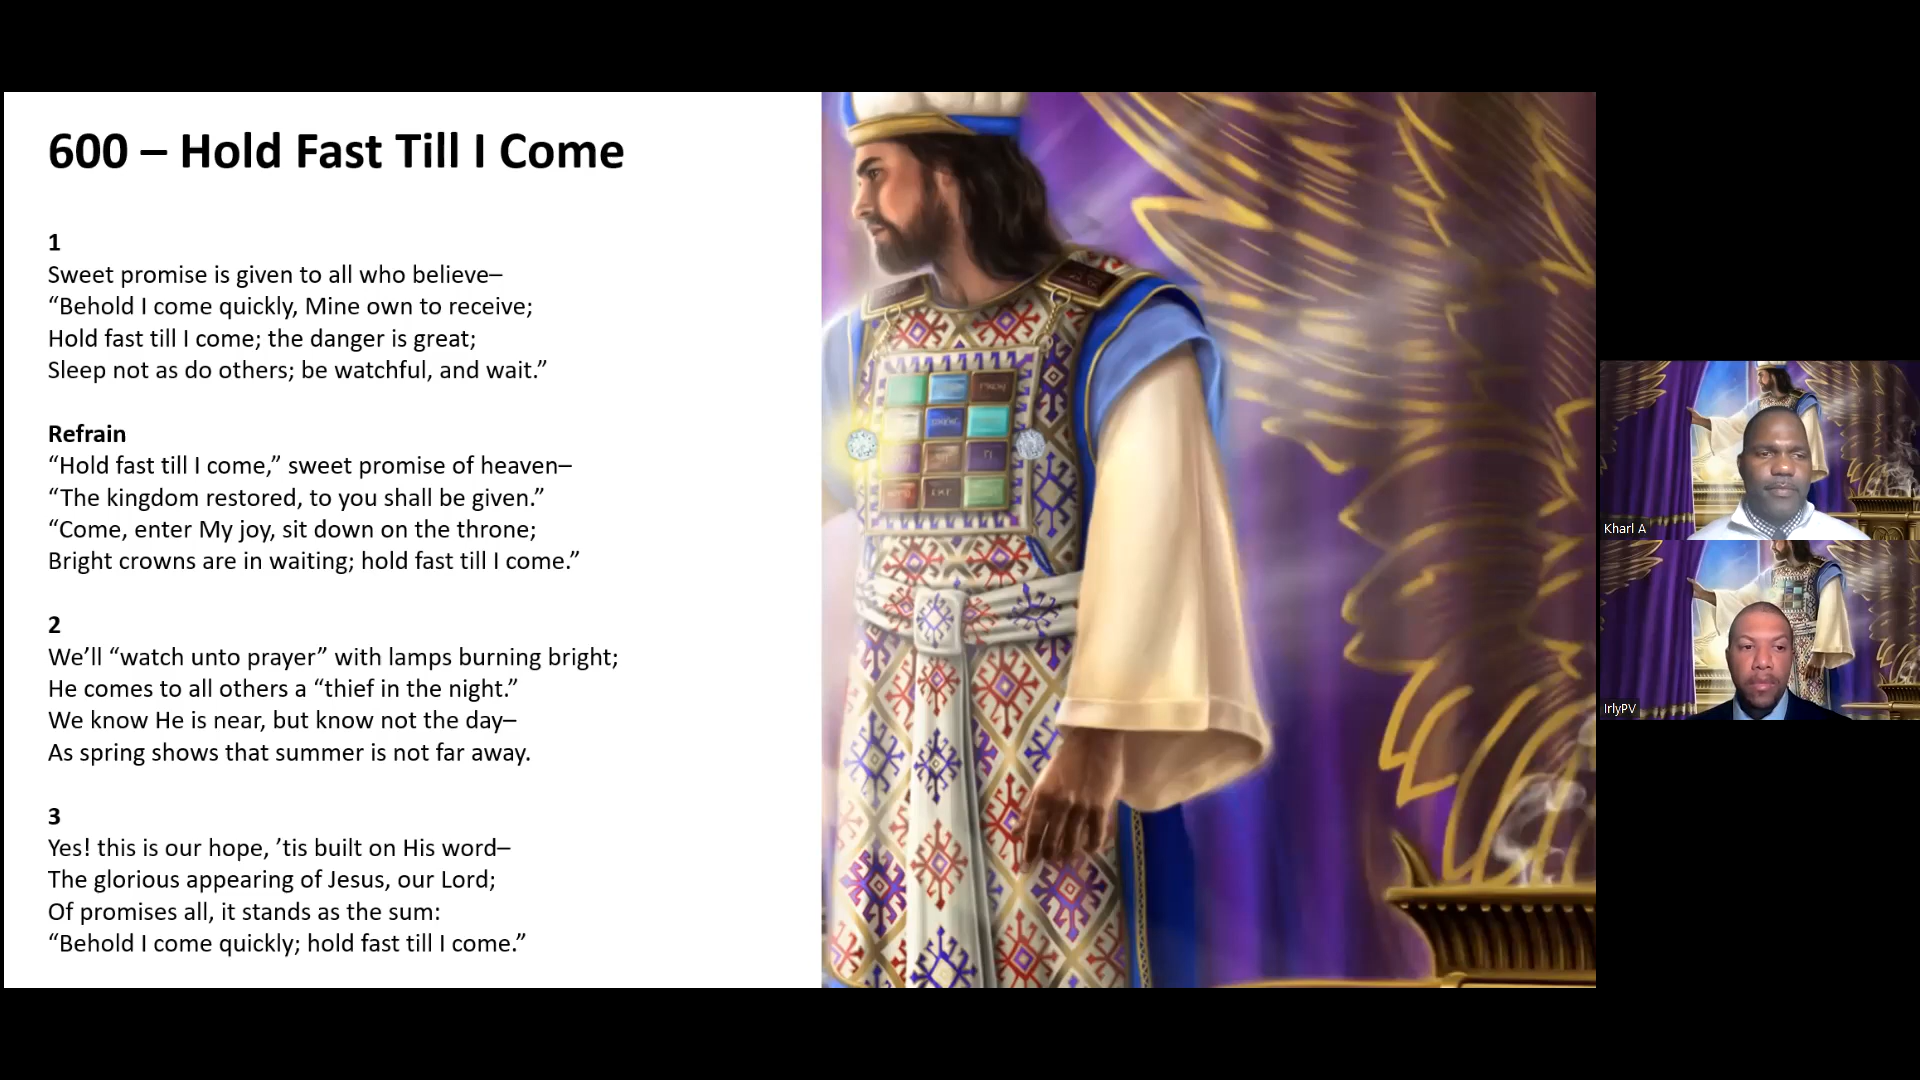 600 – Hold Fast Till I Come
1
Sweet promise is given to all who believe–
“Behold I come quickly, Mine own to receive;
Hold fast till I come; the danger is great;
Sleep not as do others; be watchful, and wait.”
Refrain
“Hold fast till I come,” sweet promise of heaven–
“The kingdom restored, to you shall be given.”
“Come, enter My joy, sit down on the throne;
Bright crowns are in waiting; hold fast till I come.”
2
We’ll “watch unto prayer” with lamps burning bright;
He comes to all others a “thief in the night.”
We know He is near, but know not the day–
As spring shows that summer is not far away.
3
Yes! this is our hope, ’tis built on His word–
The glorious appearing of Jesus, our Lord;
Of promises all, it stands as the sum:
“Behold I come quickly; hold fast till I come.”
Kharl A
IrlyPV